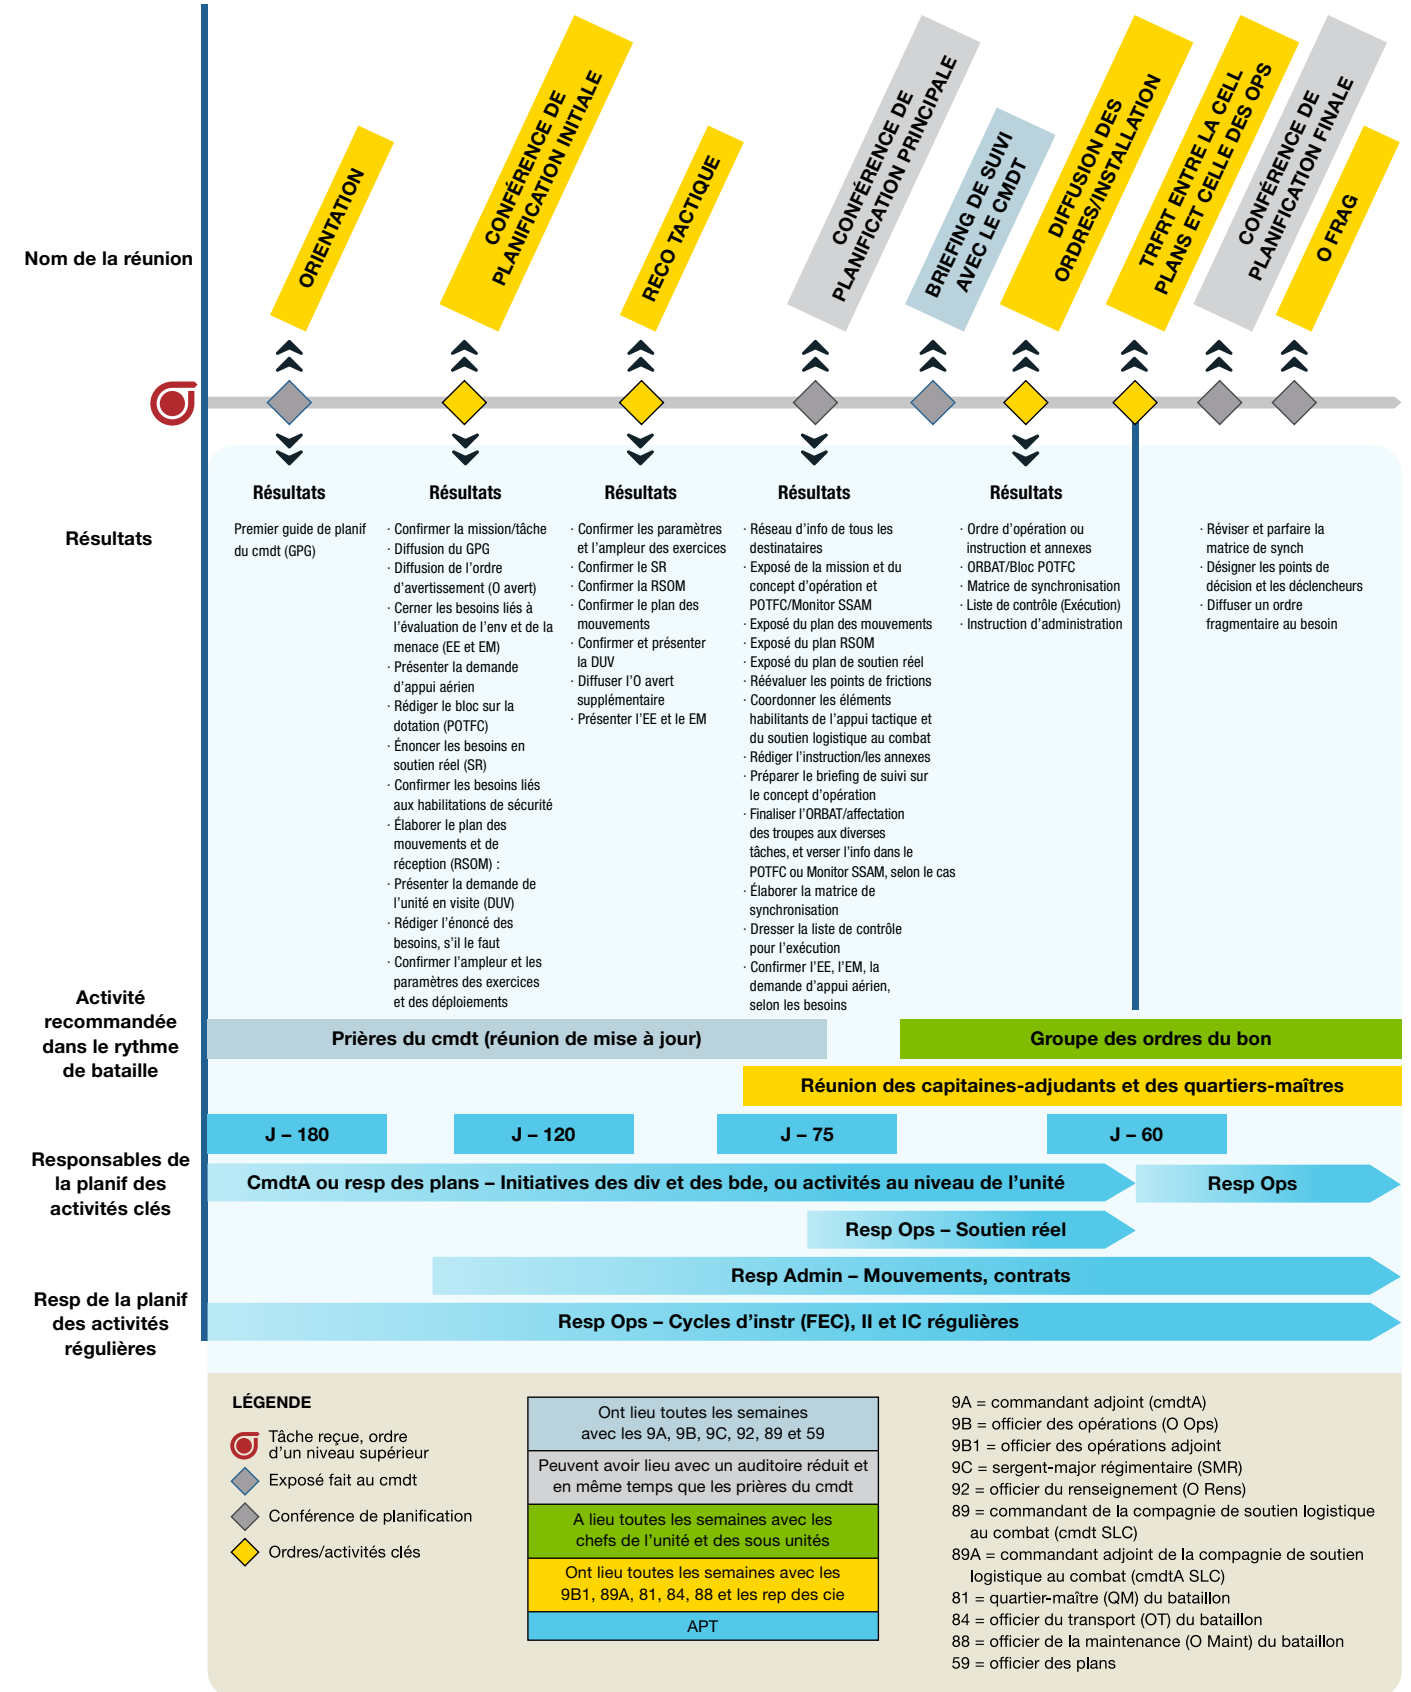 ORIENTATION
CONFÉRENCE DE
PLANIFICATION INITIALE
RECO TACTIQUE
CONFÉRENCE DE
PLANIFICATION PRINCIPALE
BRIEFING DE SUIVI
AVEC LE CMDT
DIFFUSION DES
ORDRES/INSTALLATION
TRFRT ENTRE LA CELL
PLANS ET CELLE DES OPS
CONFÉRENCE DE
PLANIFICATION FINALE
O FRAG
Nom de la réunion
Résultats
Résultats
Premier guide de planif
du cmdt (GPG)
Résultats
· Confirmer la mission/tâche
· Diffusion du GPG
· Diffusion de l'ordre
d'avertissement (O avert)
· Cerner les besoins liés à
l'évaluation de l'env et de la
menace (EE et EM)
· Présenter la demande
d'appui aérien
· Rédiger le bloc sur la
dotation (POTFC)
· Énoncer les besoins en
soutien réel (SR)
· Confirmer les besoins liés
aux habilitations de sécurité
· Élaborer le plan des
mouvements et de
réception (RSOM) :
· Présenter la demande de
l'unité en visite (DUV)
· Rédiger l'énoncé des
besoins, s'il le faut
· Confirmer l'ampleur et les
paramètres des exercices
et des déploiements
Résultats
· Confirmer les paramètres
et l'ampleur des exercices
· Confirmer le SR
· Confirmer la RSOM
· Confirmer le plan des
mouvements
· Confirmer et présenter
la DUV
· Diffuser l'O avert
supplémentaire
· Présenter l'EE et le EM
Résultats
· Réseau d'info de tous les
destinataires
· Exposé de la mission et du
concept d'opération et
POTFC/Monitor SSAM
· Exposé du plan des mouvements
· Exposé du plan RSOM
· Exposé du plan de soutien réel
· Réévaluer les points de frictions
· Coordonner les éléments
habilitants de l'appui tactique et
du soutien logistique au combat
· Rédiger l'instruction/les annexes
· Préparer le briefing de suivi sur
le concept d'opération
· Finaliser l'ORBAT/affectation
des troupes aux diverses
tâches, et verser l'info dans le
POTFC ou Monitor SSAM, selon le cas
· Élaborer la matrice de
synchronisation
· Dresser la liste de contrôle
pour l'exécution
· Confirmer l'EE, l'EM, la
demande d'appui aérien,
selon les besoins
Résultats
· Ordre d'opération ou
instruction et annexes
· ORBAT/Bloc POTFC
· Matrice de synchronisation
· Liste de contrôle (Exécution)
· Instruction d'administration
· Réviser et parfaire la
matrice de synch
· Désigner les points de
décision et les déclencheurs
· Diffuser un ordre
fragmentaire au besoin
Activité
recommandée
dans le rythme
de bataille
Prières du cmdt (réunion de mise à jour)
Groupe des ordres du bon
Réunion des capitaines-adjudants et des quartiers-maîtres
J – 180
J – 120
J – 75
J – 60
Responsables de
la planif des
activités clés
CmdtA ou resp des plans – Initiatives des div et des bde, ou activités au niveau de l'unité
Resp Ops
Resp Ops – Soutien réel
Resp Admin – Mouvements, contrats
Resp de la planif
des activités
régulières
Resp Ops – Cycles d'instr (FEC), II et IC régulières
LÉGENDE
Tâche reçue, ordre
d'un niveau supérieur
Exposé fait au cmdt
Conférence de planification
Ordres/activités clés
Ont lieu toutes les semaines
avec les 9A, 9B, 9C, 92, 89 et 59
Peuvent avoir lieu avec un auditoire réduit et
en même temps que les prières du cmdt
A lieu toutes les semaines avec les
chefs de l'unité et des sous unités
Ont lieu toutes les semaines avec les
9B1, 89A, 81, 84, 88 et les rep des cie
APT
9A = commandant adjoint (cmdtA)
9B = officier des opérations (O Ops)
9B1 = officier des opérations adjoint
9C = sergent-major régimentaire (SMR)
92 = officier du renseignement (O Rens)
89 = commandant de la compagnie de soutien logistique
au combat (cmdt SLC)
89A = commandant adjoint de la compagnie de soutien
logistique au combat (cmdtA SLC)
81 = quartier-maître (QM) du bataillon
84 = officier du transport (OT) du bataillon
88 = officier de la maintenance (O Maint) du bataillon
59 = officier des plans